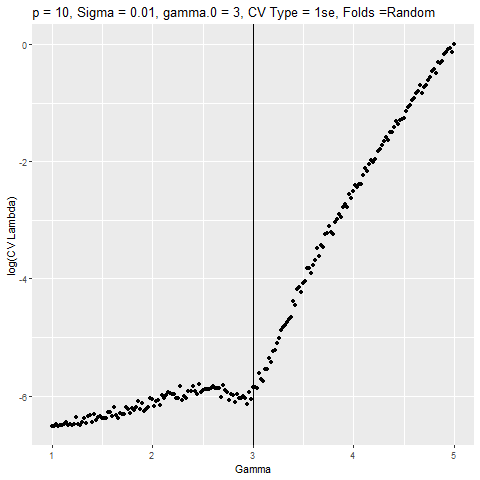 p = 10, Sigma = 0.01, gamma.0 = 3, CV Type = 1se, Folds =Random
0
-2
-4
-6
log(CV Lambda)
1 2 3 4 5
Gamma